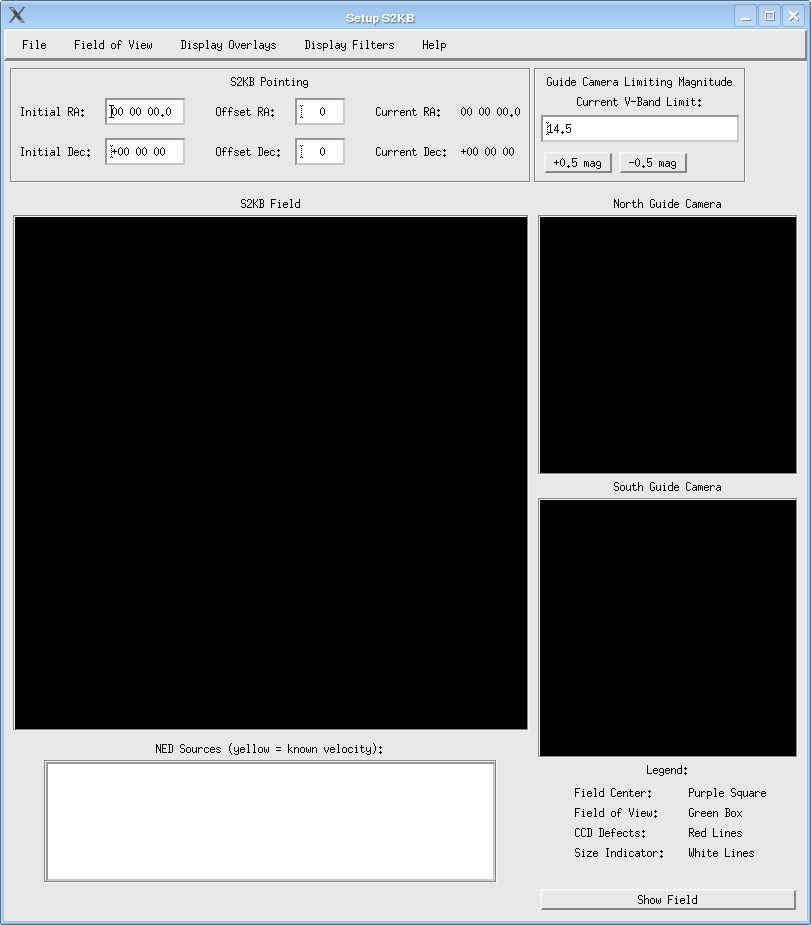 Setup S2KB
File Field of View Display Overlays Display Filters Help
S2KB Pointing
Initial RA: 00 00 00.0 Offset RA: 0 Current RA: 00 00 00.0
Initial Dec: +00 00 00 Offset Dec: 0 Current Dec: +00 00 00
Guide Camera Limiting Magnitude
Current V-Band Limit:
14.5
+0.5 mag -0.5 mag
S2KB Field
North Guide Camera
South Guide Camera
NED Sources (yellow = known velocity):
Legend:
Field Center: Purple Square
Field of View: Green Box
CCD Defects: Red Lines
Size Indicator: White Lines
Show Field